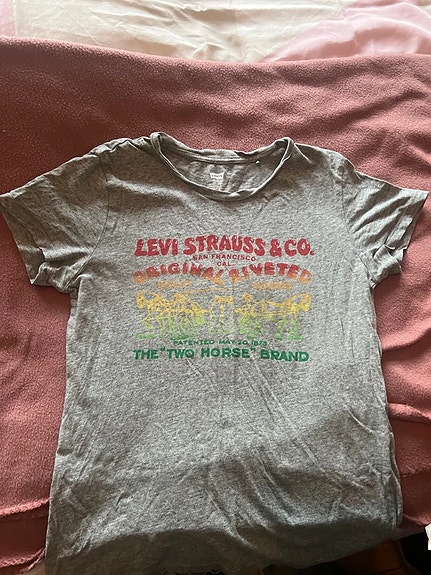 LEVI STRAUSS & CO.
SAN FRANCISCO
CAL
ORIGINAL RIVETED
PATENTED MAY 20 1873
THE "TWO HORSE" BRAND